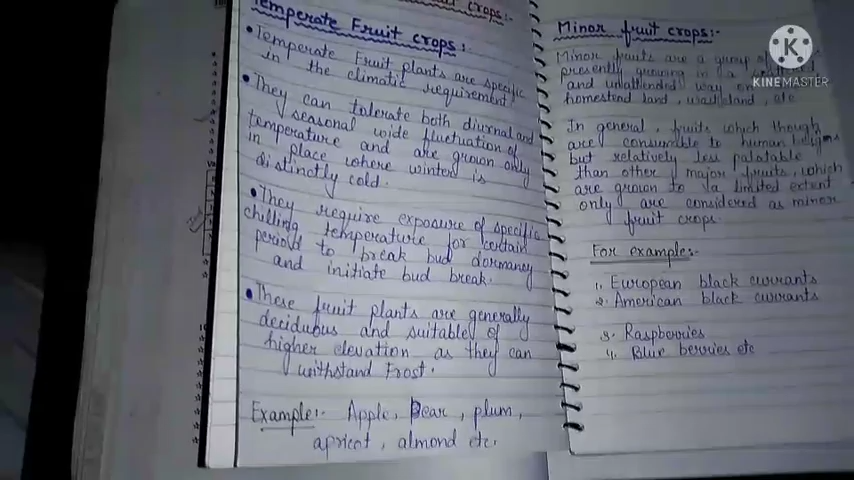 fruit crops:-
Temperate Fruit crops:
• Temperate Fruit plants are specific
in the climatic requirement
• They can tolerate both diurnal and
seasonal wide fluctuation of
temperature and are grown only
in place where winter is
distinctly cold.
• They require exposure of specific
chilling temperature for certain
period to break bud dormancy
and initiate bud break.
• These fruit plants are generally
deciduous and suitable of
higher elevation as they can
withstand Frost.
Example:- Apple, Pear, plum,
apricot, almond etc.
Minor fruit crops:-
Minor fruits are a group of
presently growing in a
and unattended way on
homestead land, wasteland, etc
In general, fruits which though
are consumable to human beigns
but relatively less palatable
than other major fruits, which
are grown to a limited extent
only are considered as minor
fruit crops.
For example:-
1. European black currants
2. American black currants
3. Raspberries
4. Blue berries etc
KINEMASTER